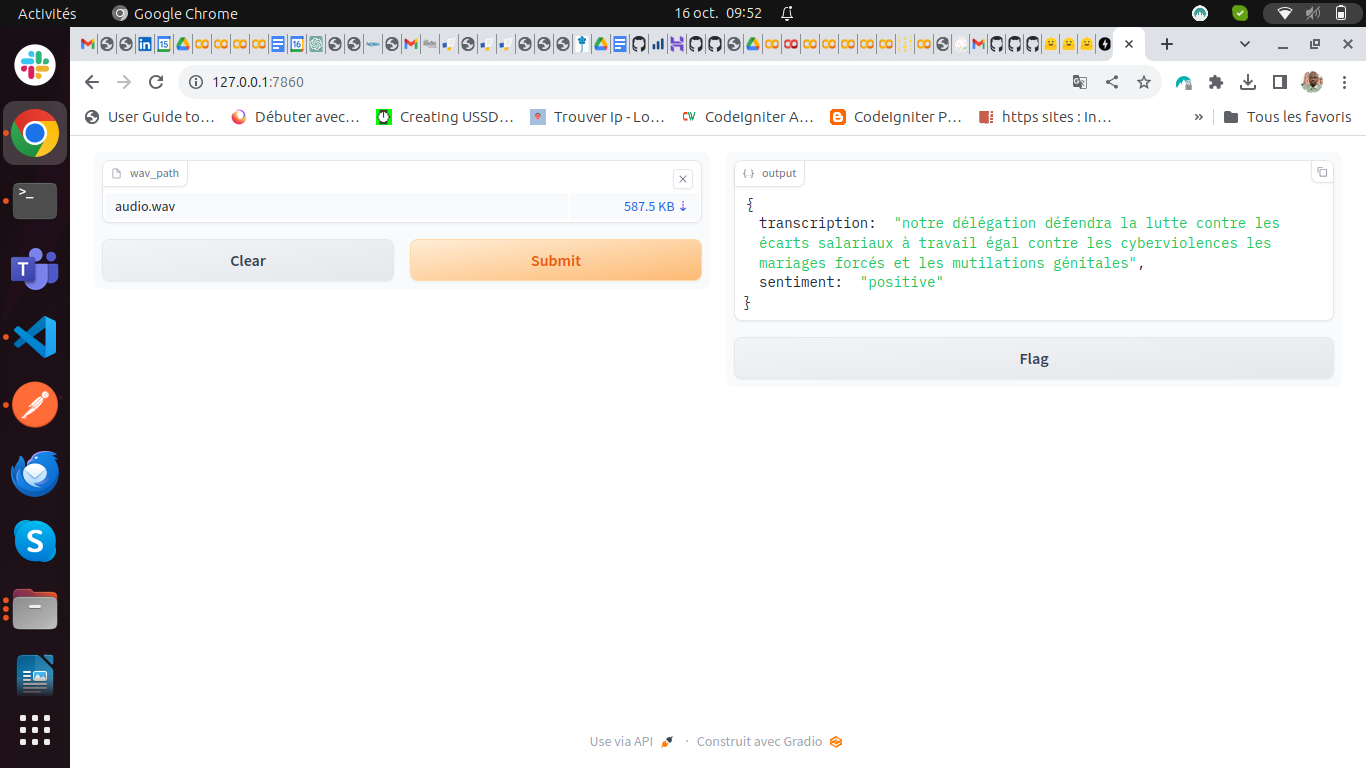 Activités
Google Chrome
16 oct. 09:52
127.0.0.1:7860
User Guide to…
Débuter avec…
Creating USSD…
Trouver Ip - Lo…
CodeIgniter A…
CodeIgniter P…
https sites : In…
»
Tous les favoris
wav_path
audio.wav
587.5 KB ⇣
Clear
Submit
{·} output
{
transcription: "notre délégation défendra la lutte contre les
écarts salariaux à travail égal contre les cyberviolences les
mariages forcés et les mutilations génitales",
sentiment: "positive"
}
Flag
Use via API · Construit avec Gradio